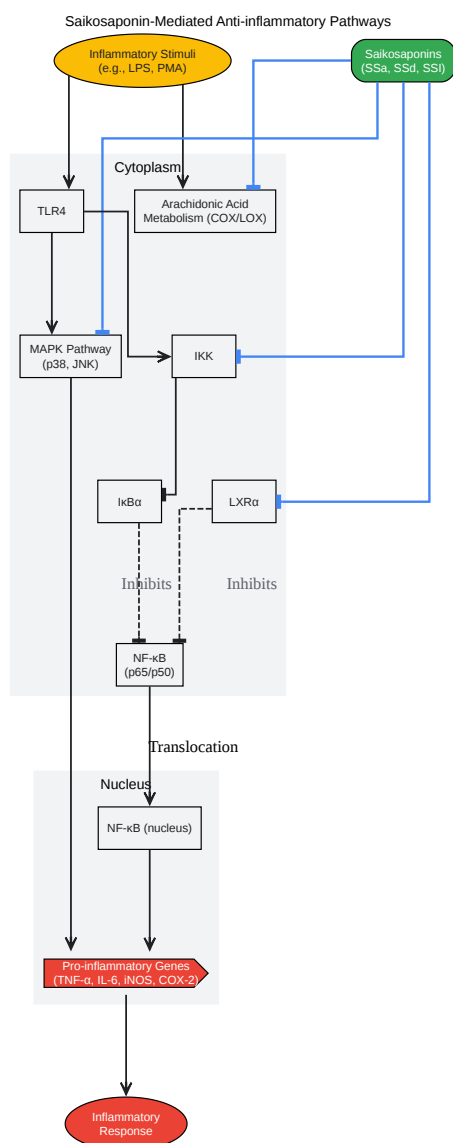 Saikosaponin-Mediated Anti-inflammatory Pathways
Inflammatory Stimuli
(e.g., LPS, PMA)
Saikosaponins
(SSa, SSd, SSI)
Cytoplasm
TLR4
Arachidonic Acid
Metabolism (COX/LOX)
MAPK Pathway
(p38, JNK)
IKK
IκBα
LXRα
Inhibits
Inhibits
NF-κB
(p65/p50)
Translocation
Nucleus
NF-κB (nucleus)
Pro-inflammatory Genes
(TNF-α, IL-6, iNOS, COX-2)
Inflammatory
Response